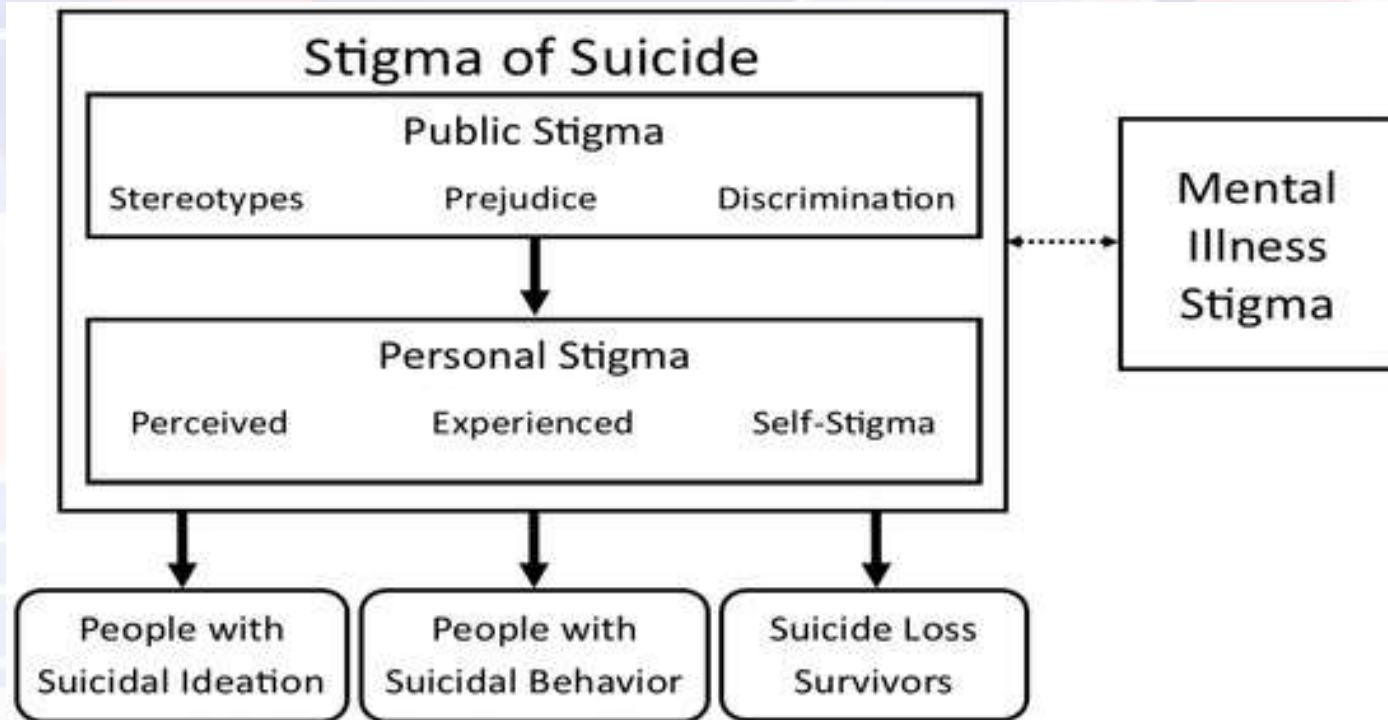 Stigma of Suicide
Public Stigma
Stereotypes Prejudice Discrimination
Mental
Illness
Stigma
Personal Stigma
Perceived Experienced Self-Stigma
People with
Suicidal Ideation
People with
Suicidal Behavior
Suicide Loss
Survivors